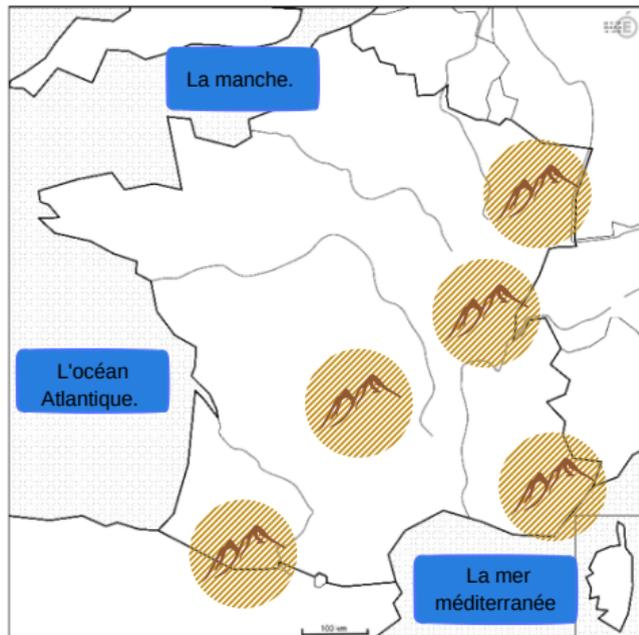 La manche.
L'océan
Atlantique.
La mer
méditerranée
100 km